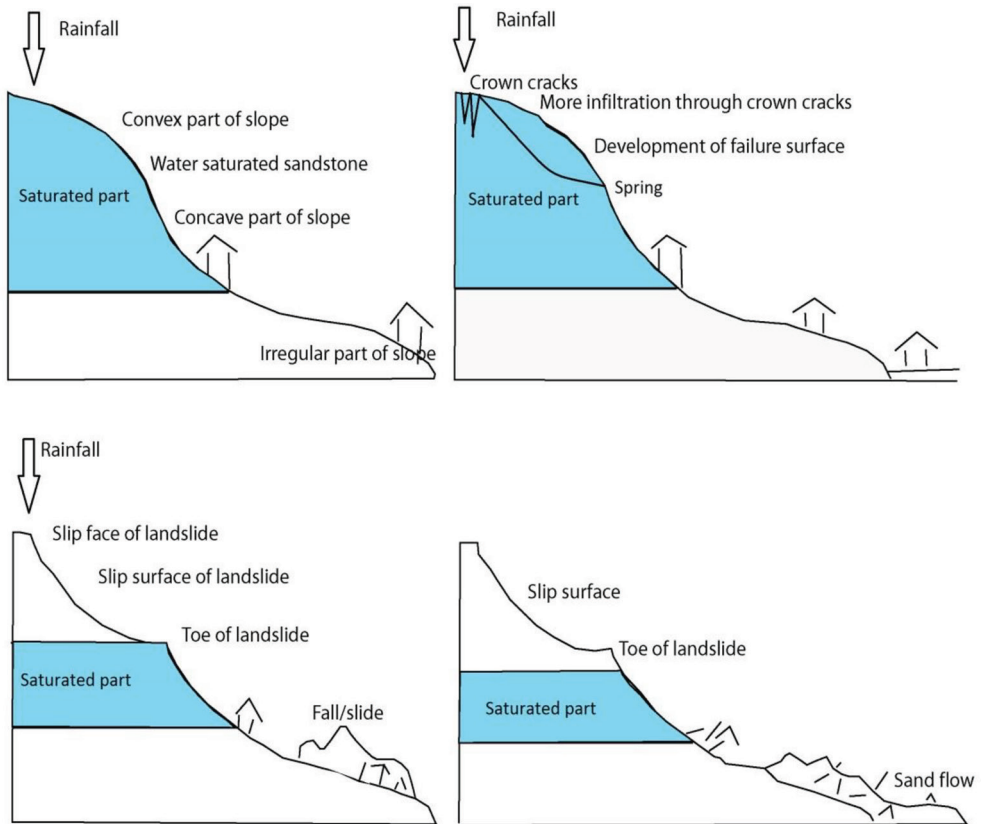 Rainfall
Convex part of slope
Water saturated sandstone
Saturated part
Concave part of slope
Irregular part of slope
Rainfall
Crown cracks
More infiltration through crown cracks
Development of failure surface
Spring
Saturated part
Rainfall
Slip face of landslide
Slip surface of landslide
Toe of landslide
Saturated part
Fall/slide
Slip surface
Toe of landslide
Saturated part
Sand flow